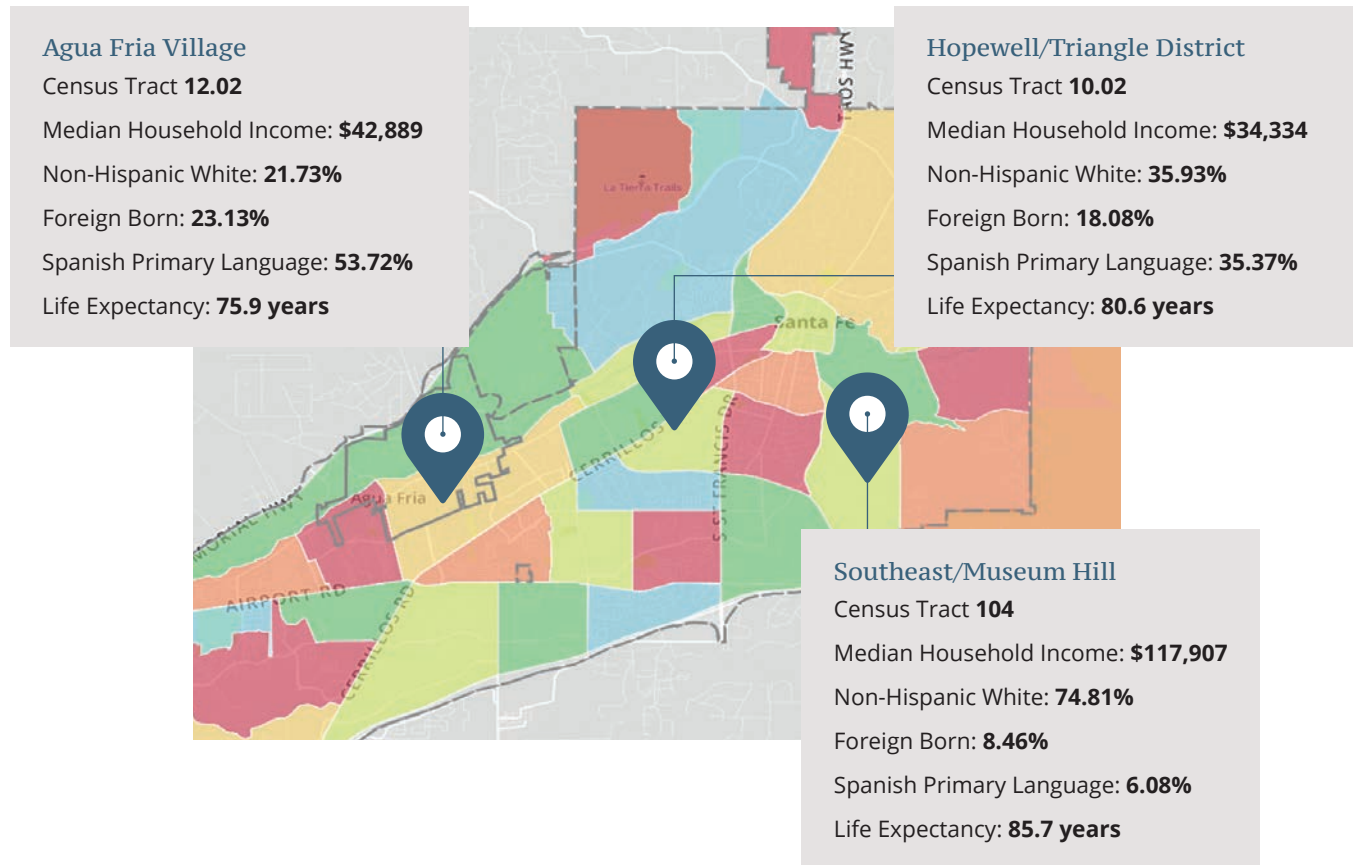 Agua Fria Village
Census Tract 12.02
Median Household Income: $42,889
Non-Hispanic White: 21.73%
Foreign Born: 23.13%
Spanish Primary Language: 53.72%
Life Expectancy: 75.9 years
Hopewell/Triangle District
Census Tract 10.02
Median Household Income: $34,334
Non-Hispanic White: 35.93%
Foreign Born: 18.08%
Spanish Primary Language: 35.37%
Life Expectancy: 80.6 years
La Tierra Trails
Santa Fe
CERRILLOS
S ST FRANCIS DR
Agua Fria
AIRPORT RD
CERRILLOS RD
Southeast/Museum Hill
Census Tract 104
Median Household Income: $117,907
Non-Hispanic White: 74.81%
Foreign Born: 8.46%
Spanish Primary Language: 6.08%
Life Expectancy: 85.7 years